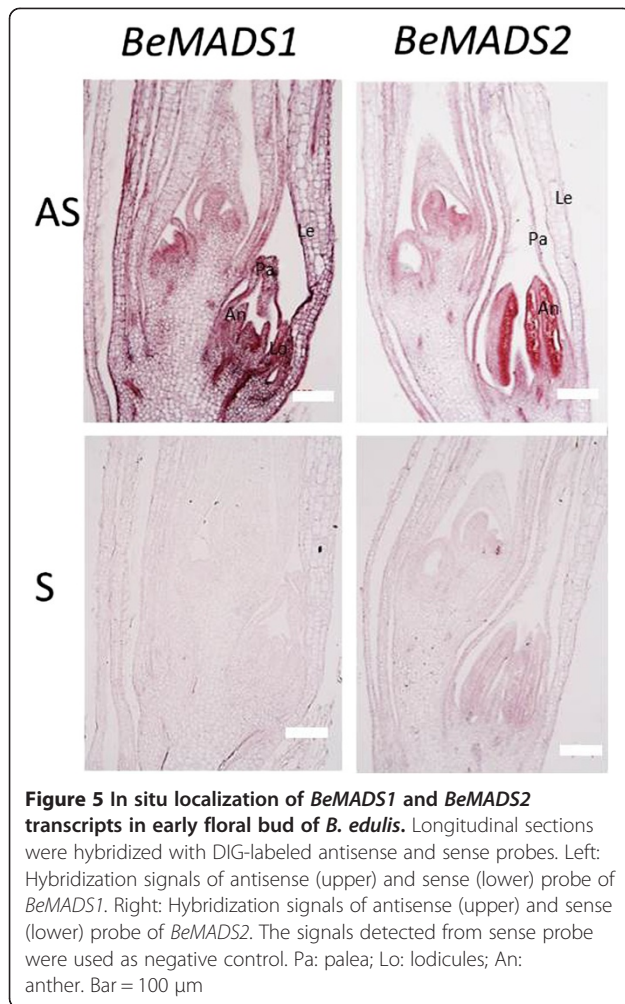 BeMADS1 BeMADS2
AS
Le
Pa
An
Lo
Le
Pa
An
S
Figure 5 In situ localization of BeMADS1 and BeMADS2
transcripts in early floral bud of B. edulis. Longitudinal sections
were hybridized with DIG-labeled antisense and sense probes. Left:
Hybridization signals of antisense (upper) and sense (lower) probe of
BeMADS1. Right: Hybridization signals of antisense (upper) and sense
(lower) probe of BeMADS2. The signals detected from sense probe
were used as negative control. Pa: palea; Lo: lodicules; An:
anther. Bar = 100 μm